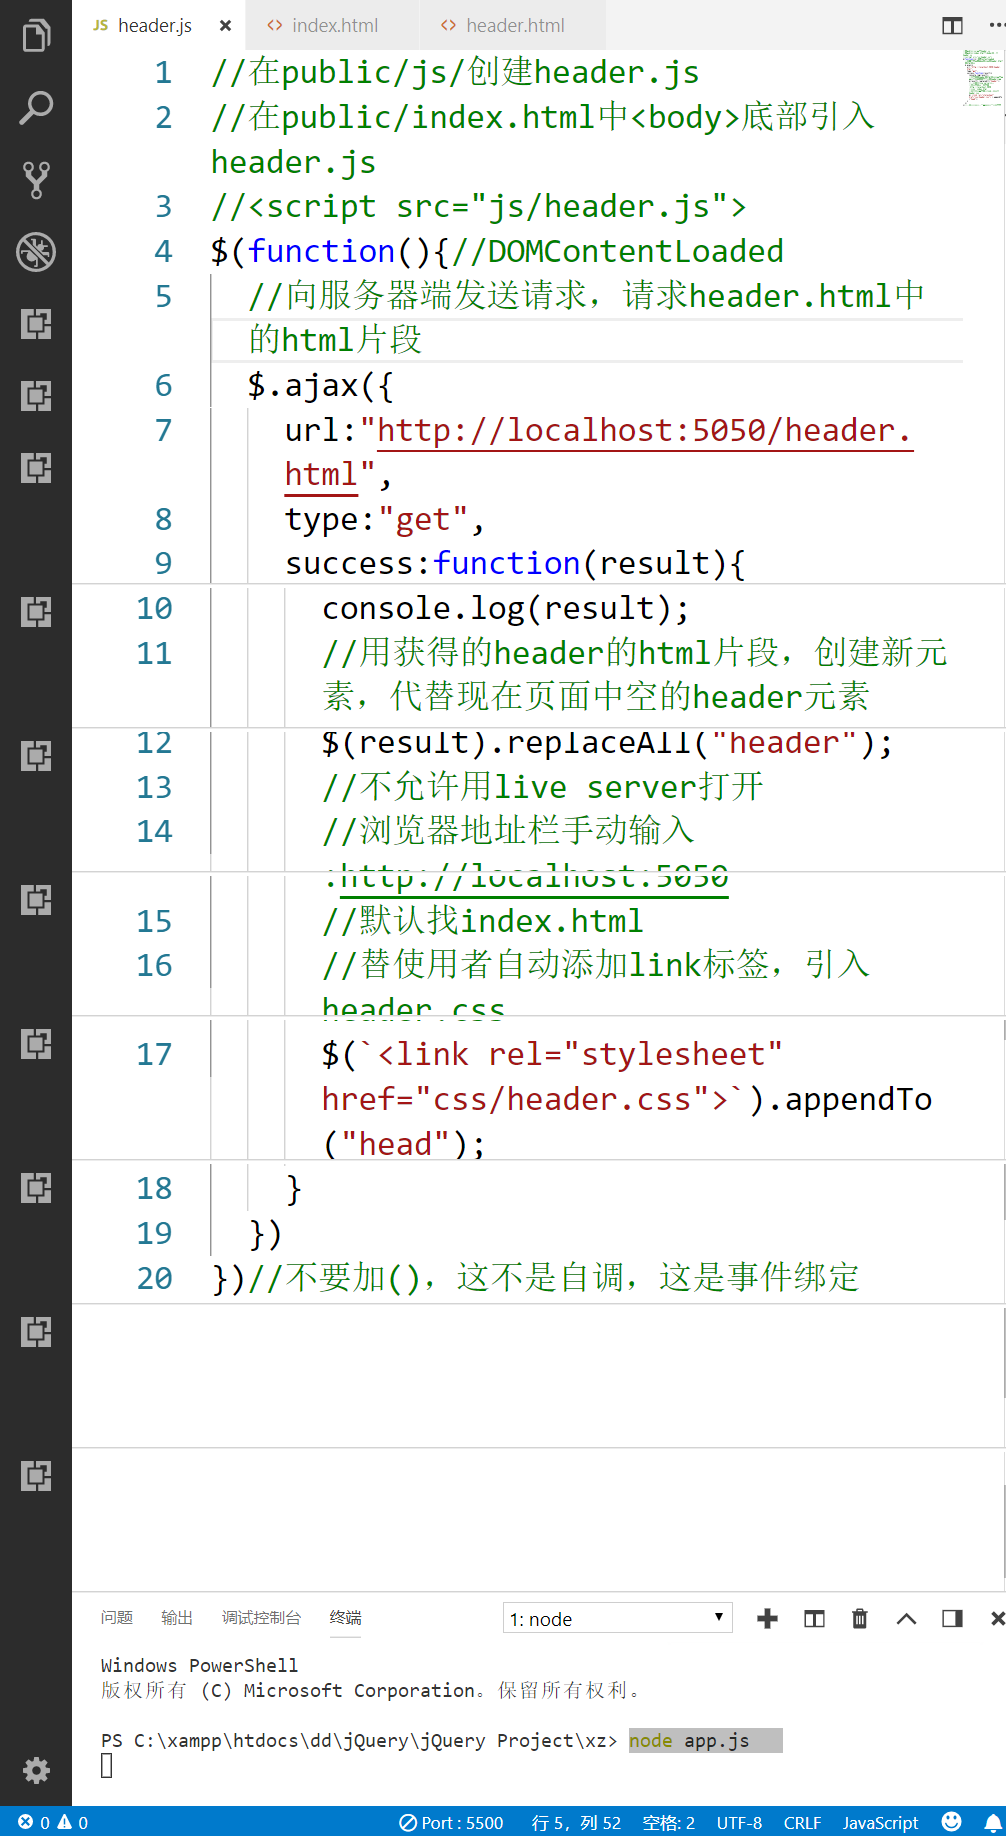 JS header.js × <> index.html <> header.html
1 //在public/js/创建header.js
2 //在public/index.html中<body>底部引入
header.js
3 //<script src="js/header.js">
4 $(function(){//DOMContentLoaded
5 //向服务器端发送请求，请求header.html中
的html片段
6 $.ajax({
7 url:"http://localhost:5050/header.
html",
8 type:"get",
9 success:function(result){
10 console.log(result);
11 //用获得的header的html片段，创建新元
素，代替现在页面中空的header元素
12 $(result).replaceAll("header");
13 //不允许用live server打开
14 //浏览器地址栏手动输入
:http://localhost:5050
15 //默认找index.html
16 //替使用者自动添加link标签，引入
header.css
17 $(`<link rel="stylesheet"
href="css/header.css">`).appendTo
("head");
18 }
19 })
20 })//不要加()，这不是自调，这是事件绑定
问题 输出 调试控制台 终端 1: node
Windows PowerShell
版权所有 (C) Microsoft Corporation。保留所有权利。
PS C:\xampp\htdocs\dd\jQuery\jQuery Project\xz> node app.js
0 0 Port : 5500 行 5，列 52 空格: 2 UTF-8 CRLF JavaScript